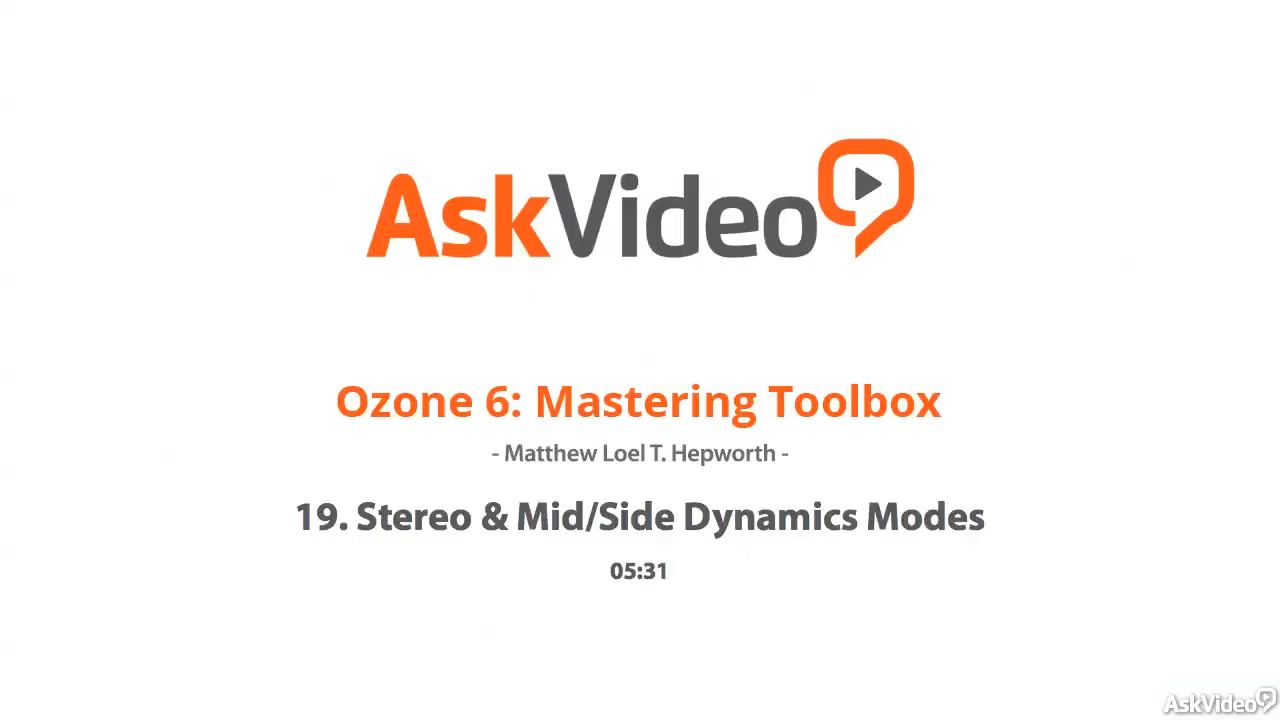 AskVideo
Ozone 6: Mastering Toolbox
- Matthew Loel T. Hepworth -
19. Stereo & Mid/Side Dynamics Modes
05:31
AskVideo